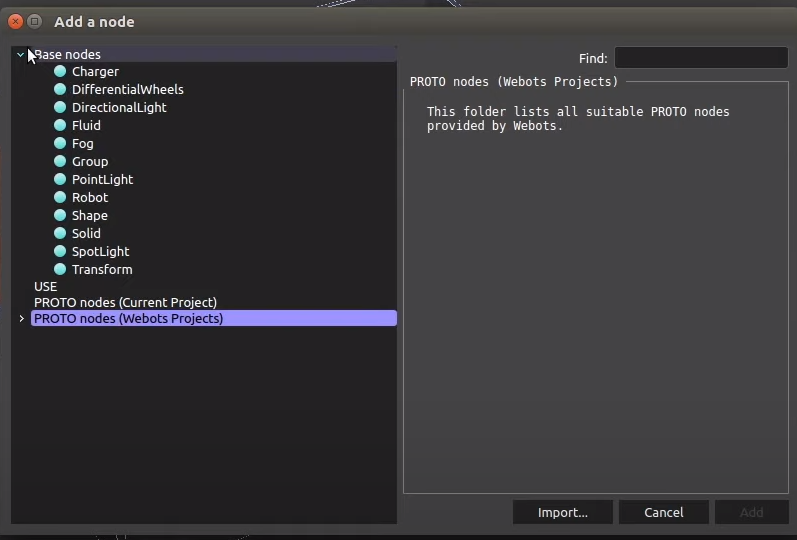 Add a node
Base nodes
Charger
DifferentialWheels
DirectionalLight
Fluid
Fog
Group
PointLight
Robot
Shape
Solid
SpotLight
Transform
USE
PROTO nodes (Current Project)
PROTO nodes (Webots Projects)
Find:
PROTO nodes (Webots Projects)
This folder lists all suitable PROTO nodes
provided by Webots.
Import...
Cancel
Add